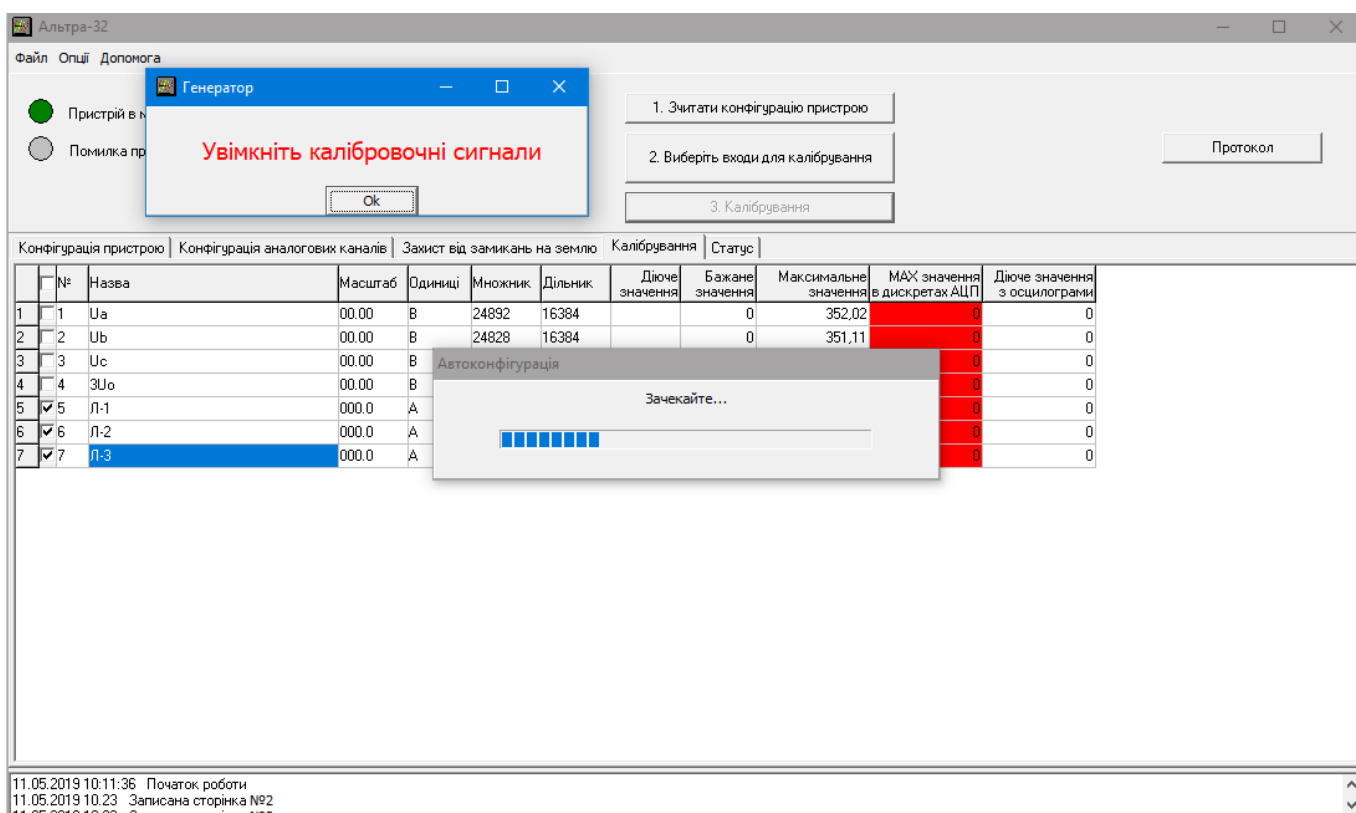 Альтра-32
Файл Опції Допомога
Генератор
Увімкніть калібровочні сигнали
Ok
Пристрій в
Помилка пр
1. Зчитати конфігурацію пристрою
2. Виберіть входи для калібрування
3. Калібрування
Протокол
Конфігурація пристрою Конфігурація аналогових каналів Захист від замикань на землю Калібрування Статус
№ Назва Масштаб Одиниці Множник Дільник Діюче значення Бажане значення Максимальне значення MAX значення в дискретах АЦП Діюче значення з осцилограми
1 1 Ua 00.00 В 24892 16384 0 352,02 0 0
2 2 Ub 00.00 В 24828 16384 0 351,11 0 0
3 3 Uc 00.00 В 0 0
4 4 3Uo 00.00 В 0 0
5 5 Л-1 000.0 А 0 0
6 6 Л-2 000.0 А 0 0
7 7 Л-3 000.0 А 0 0
Автоконфігурація
Зачекайте...
11.05.2019 10:11:36 Початок роботи
11.05.2019 10.23 Записана сторінка №2